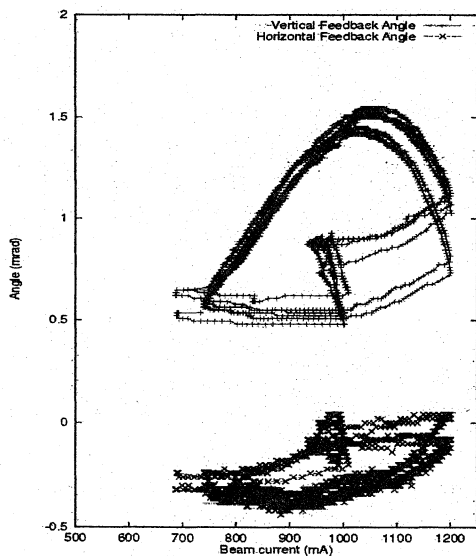 2
Vertical Feedback Angle
Horizontal Feedback Angle
1.5
1
Angle (mrad)
0.5
0
-0.5
500 600 700 800 900 1000 1100 1200
Beam current (mA)